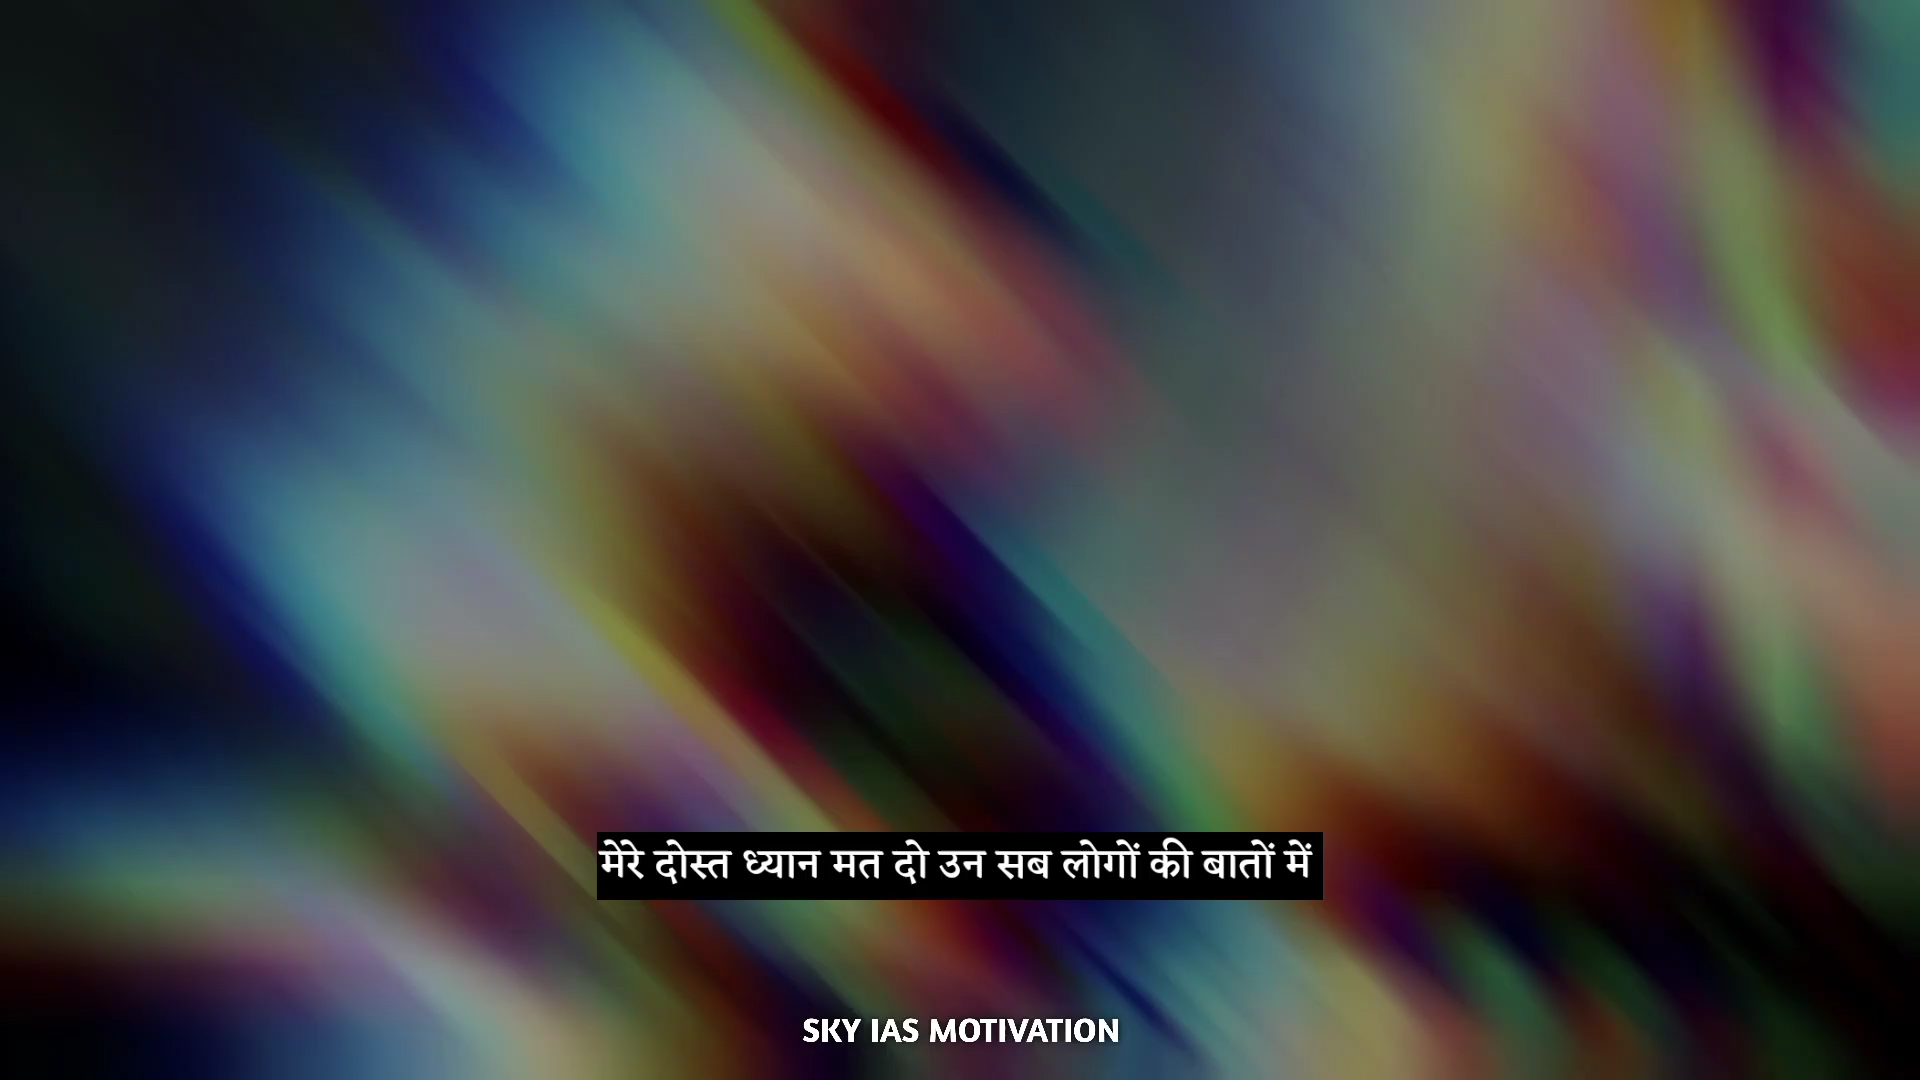 मेरे दोस्त ध्यान मत दो उन सब लोगों की बातों में
SKY IAS MOTIVATION